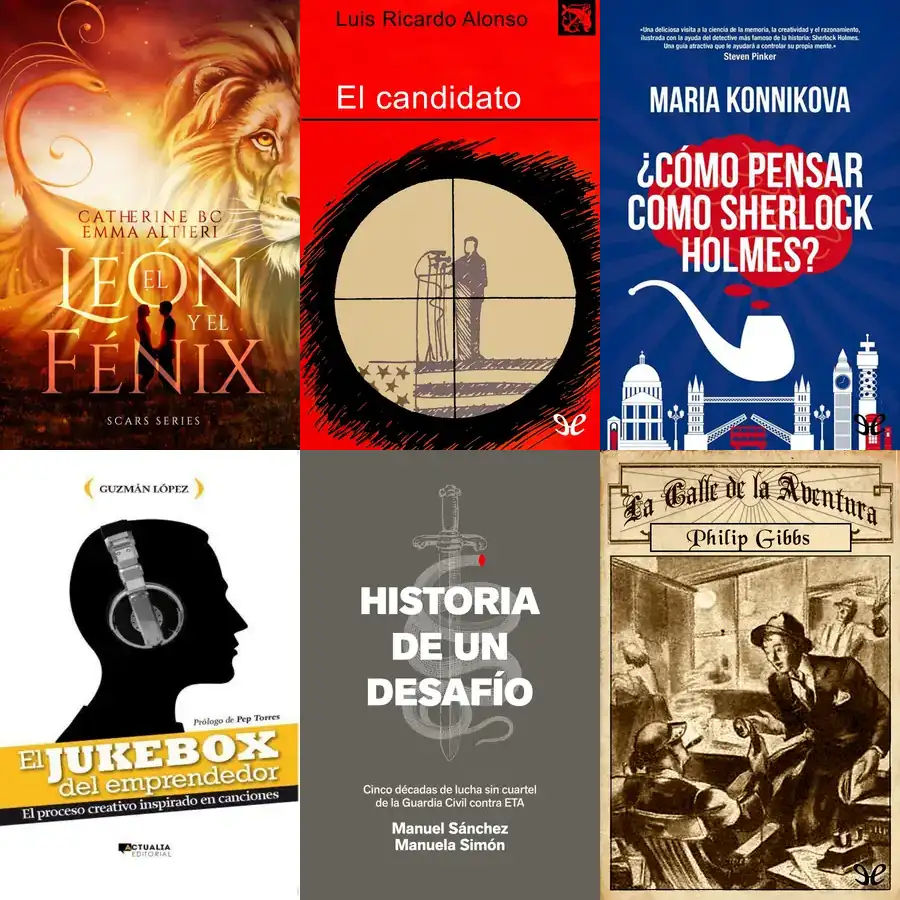 CATHERINE BC
EMMA ALTIERI
EL
LEÓN
Y EL
FÉNIX
SCARS SERIES
Luis Ricardo Alonso
El candidato
«Una deliciosa visita a la ciencia de la memoria, la creatividad y el razonamiento,
ilustrada con la ayuda del detective más famoso de la historia: Sherlock Holmes.
Una guía atractiva que le ayudará a controlar su propia mente.»
Steven Pinker
MARIA KONNIKOVA
¿CÓMO PENSAR
COMO SHERLOCK
HOLMES?
GUZMÁN LÓPEZ
Prólogo de Pep Torres
El JUKEBOX
del emprendedor
El proceso creativo inspirado en canciones
ACTUALIA
EDITORIAL
HISTORIA
DE UN
DESAFÍO
Cinco décadas de lucha sin cuartel
de la Guardia Civil contra ETA
Manuel Sánchez
Manuela Simón
La Calle de la Aventura
Philip Gibbs